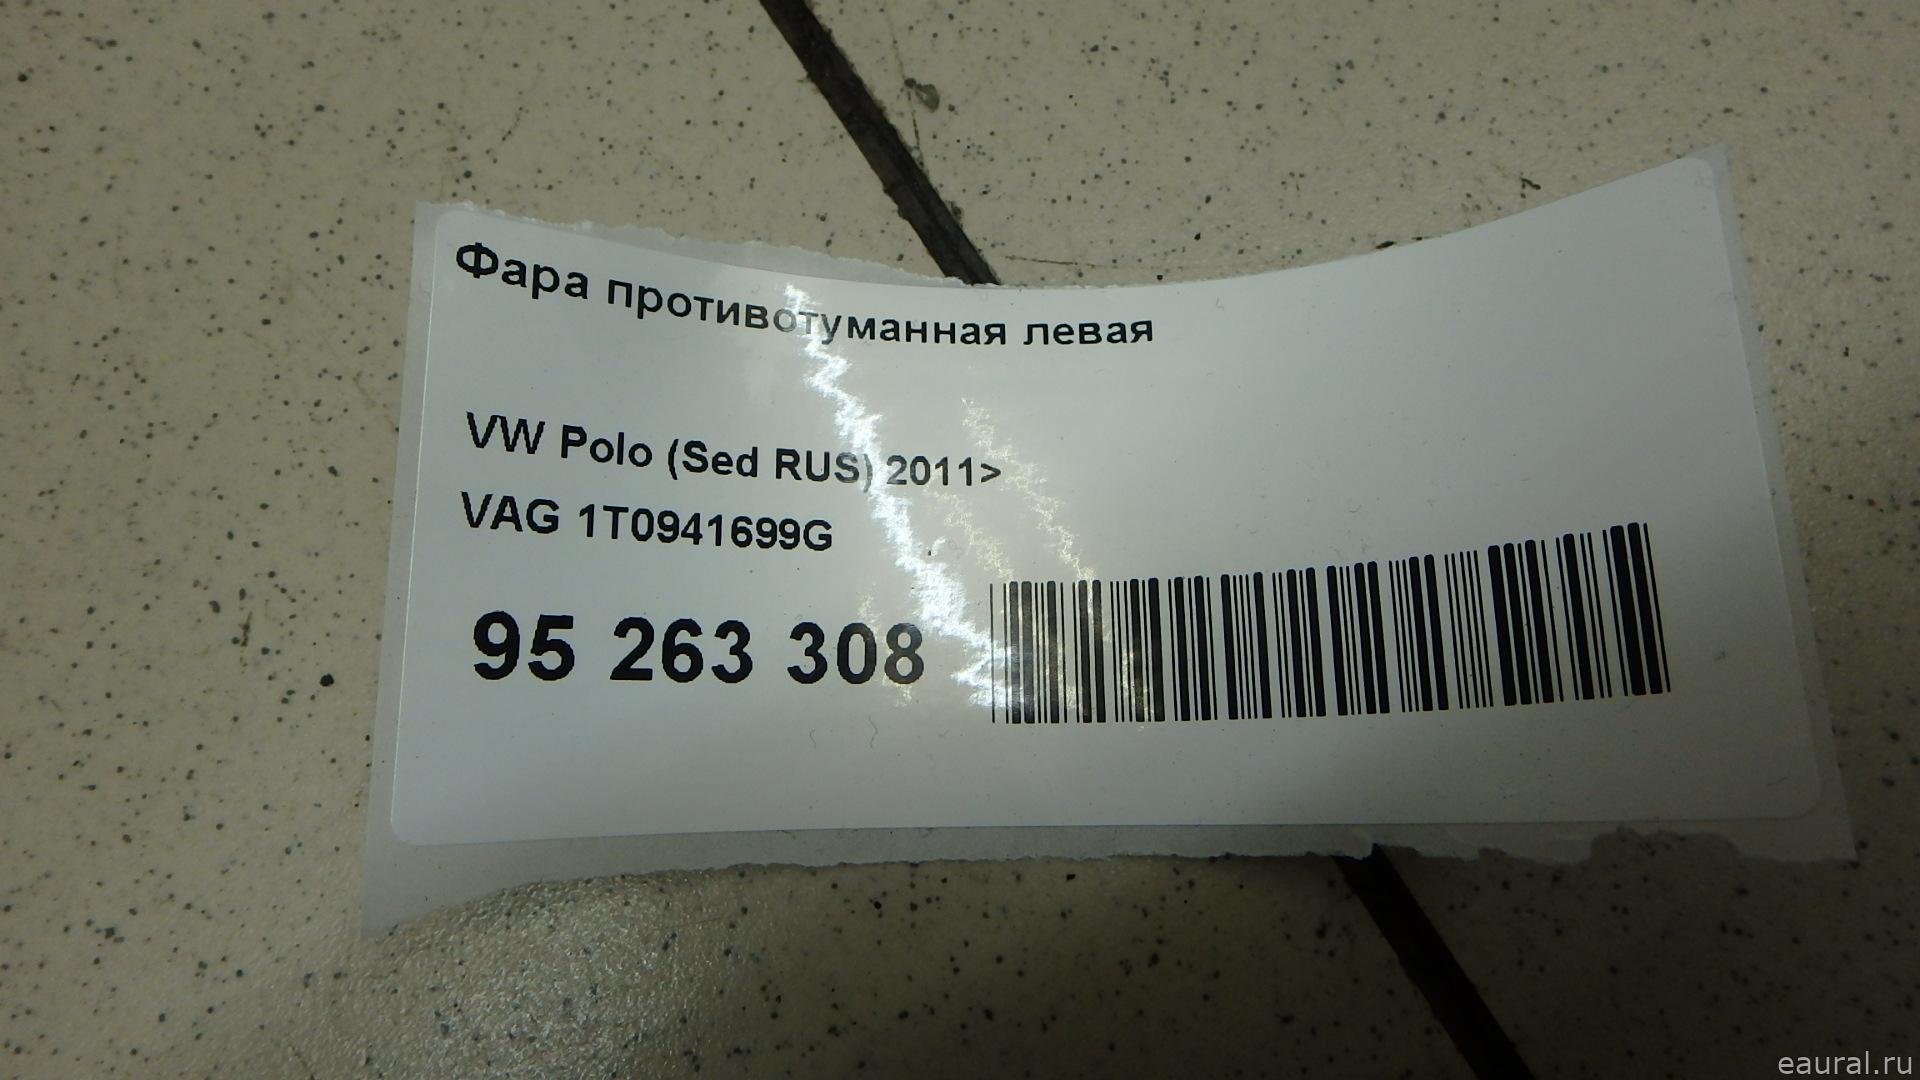 Фара противотуманная левая
VW Polo (Sed RUS) 2011>
VAG 1T0941699G
95 263 308
eaural.ru